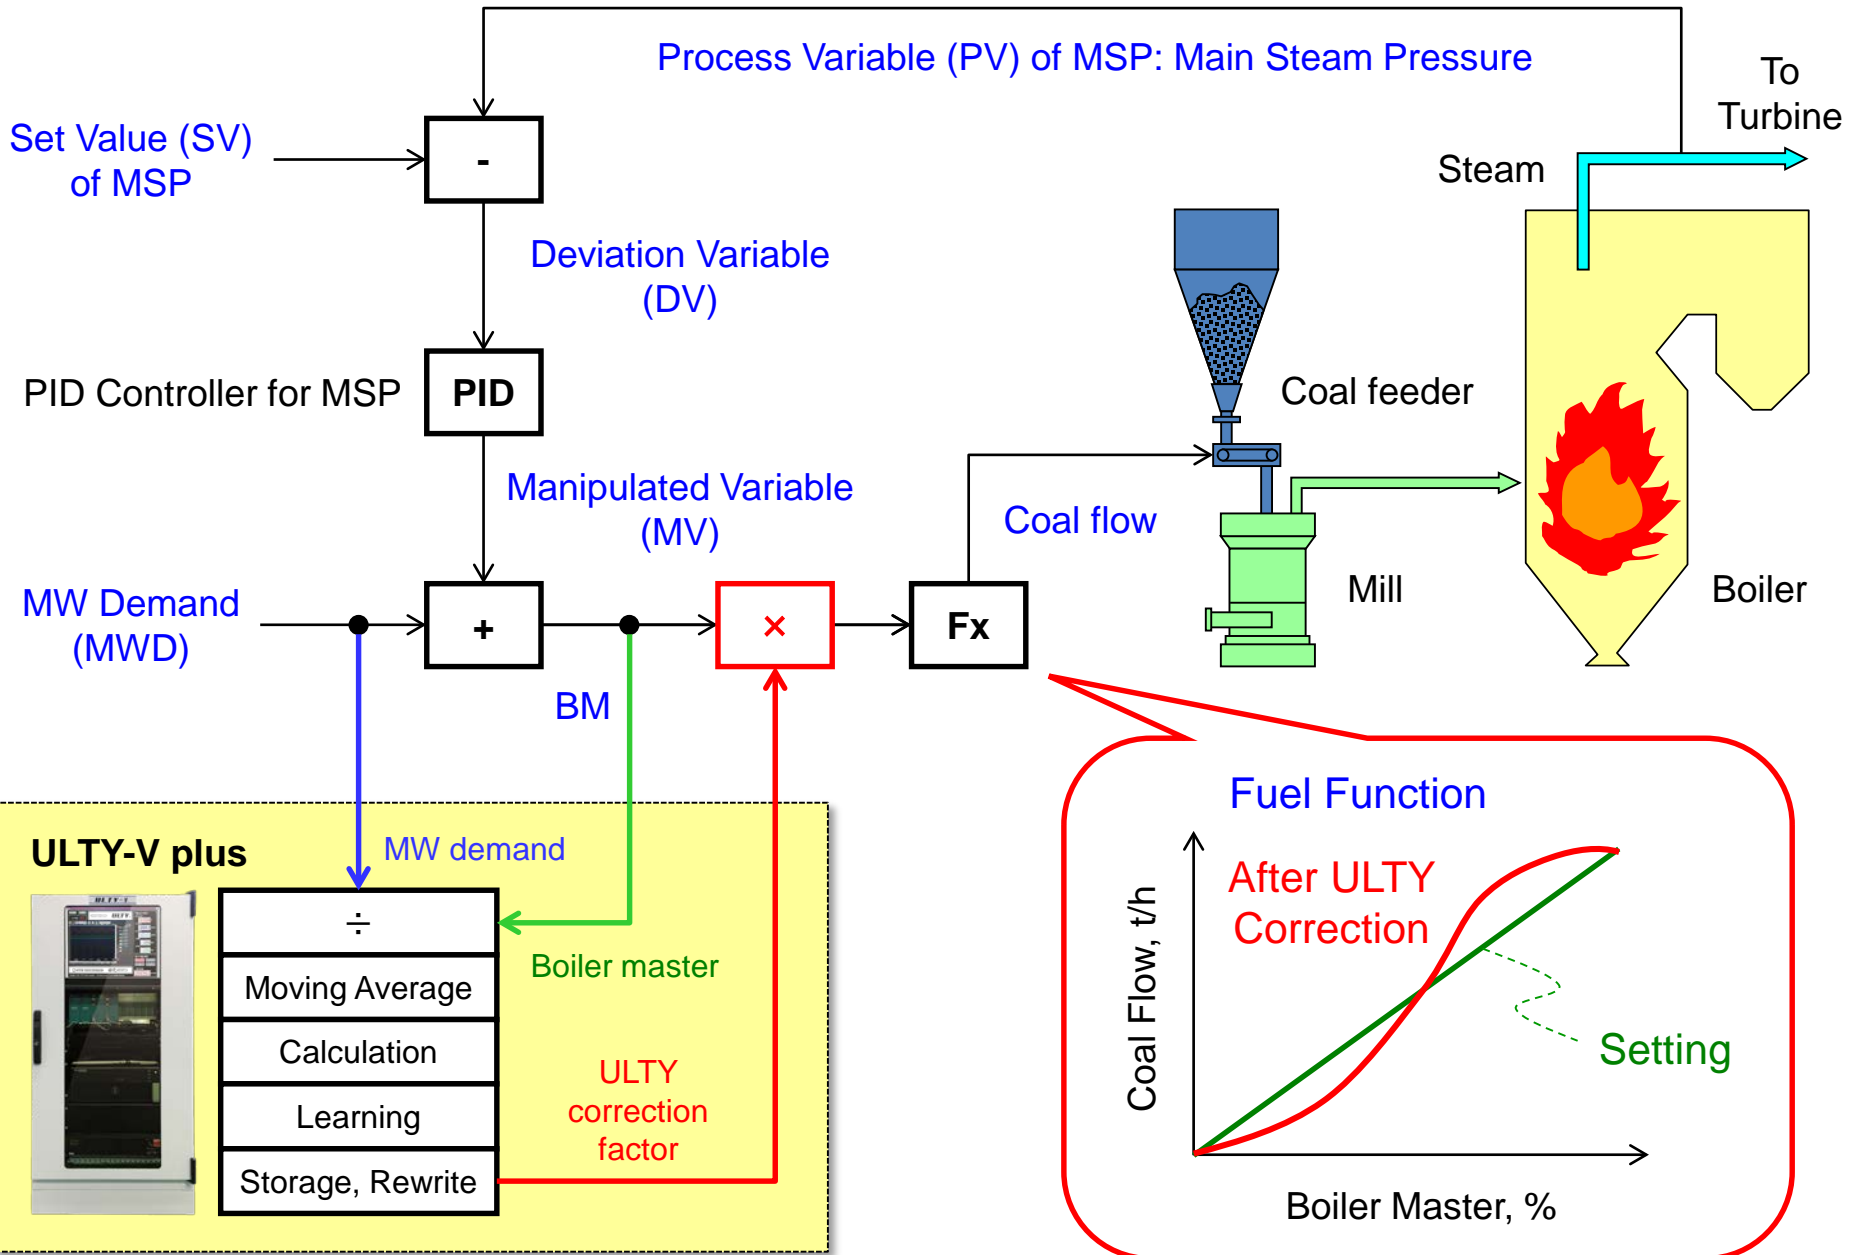 Process Variable (PV) of MSP: Main Steam Pressure
To
Turbine
Set Value (SV)
of MSP
-
Steam
Deviation Variable
(DV)
PID Controller for MSP
PID
Coal feeder
Manipulated Variable
(MV)
Coal flow
MW Demand
(MWD)
+
×
Fx
Mill
Boiler
BM
ULTY-V plus
MW demand
÷
Boiler master
Moving Average
Calculation
Learning
Storage, Rewrite
ULTY
correction
factor
Fuel Function
After ULTY
Correction
Setting
Coal Flow, t/h
Boiler Master, %